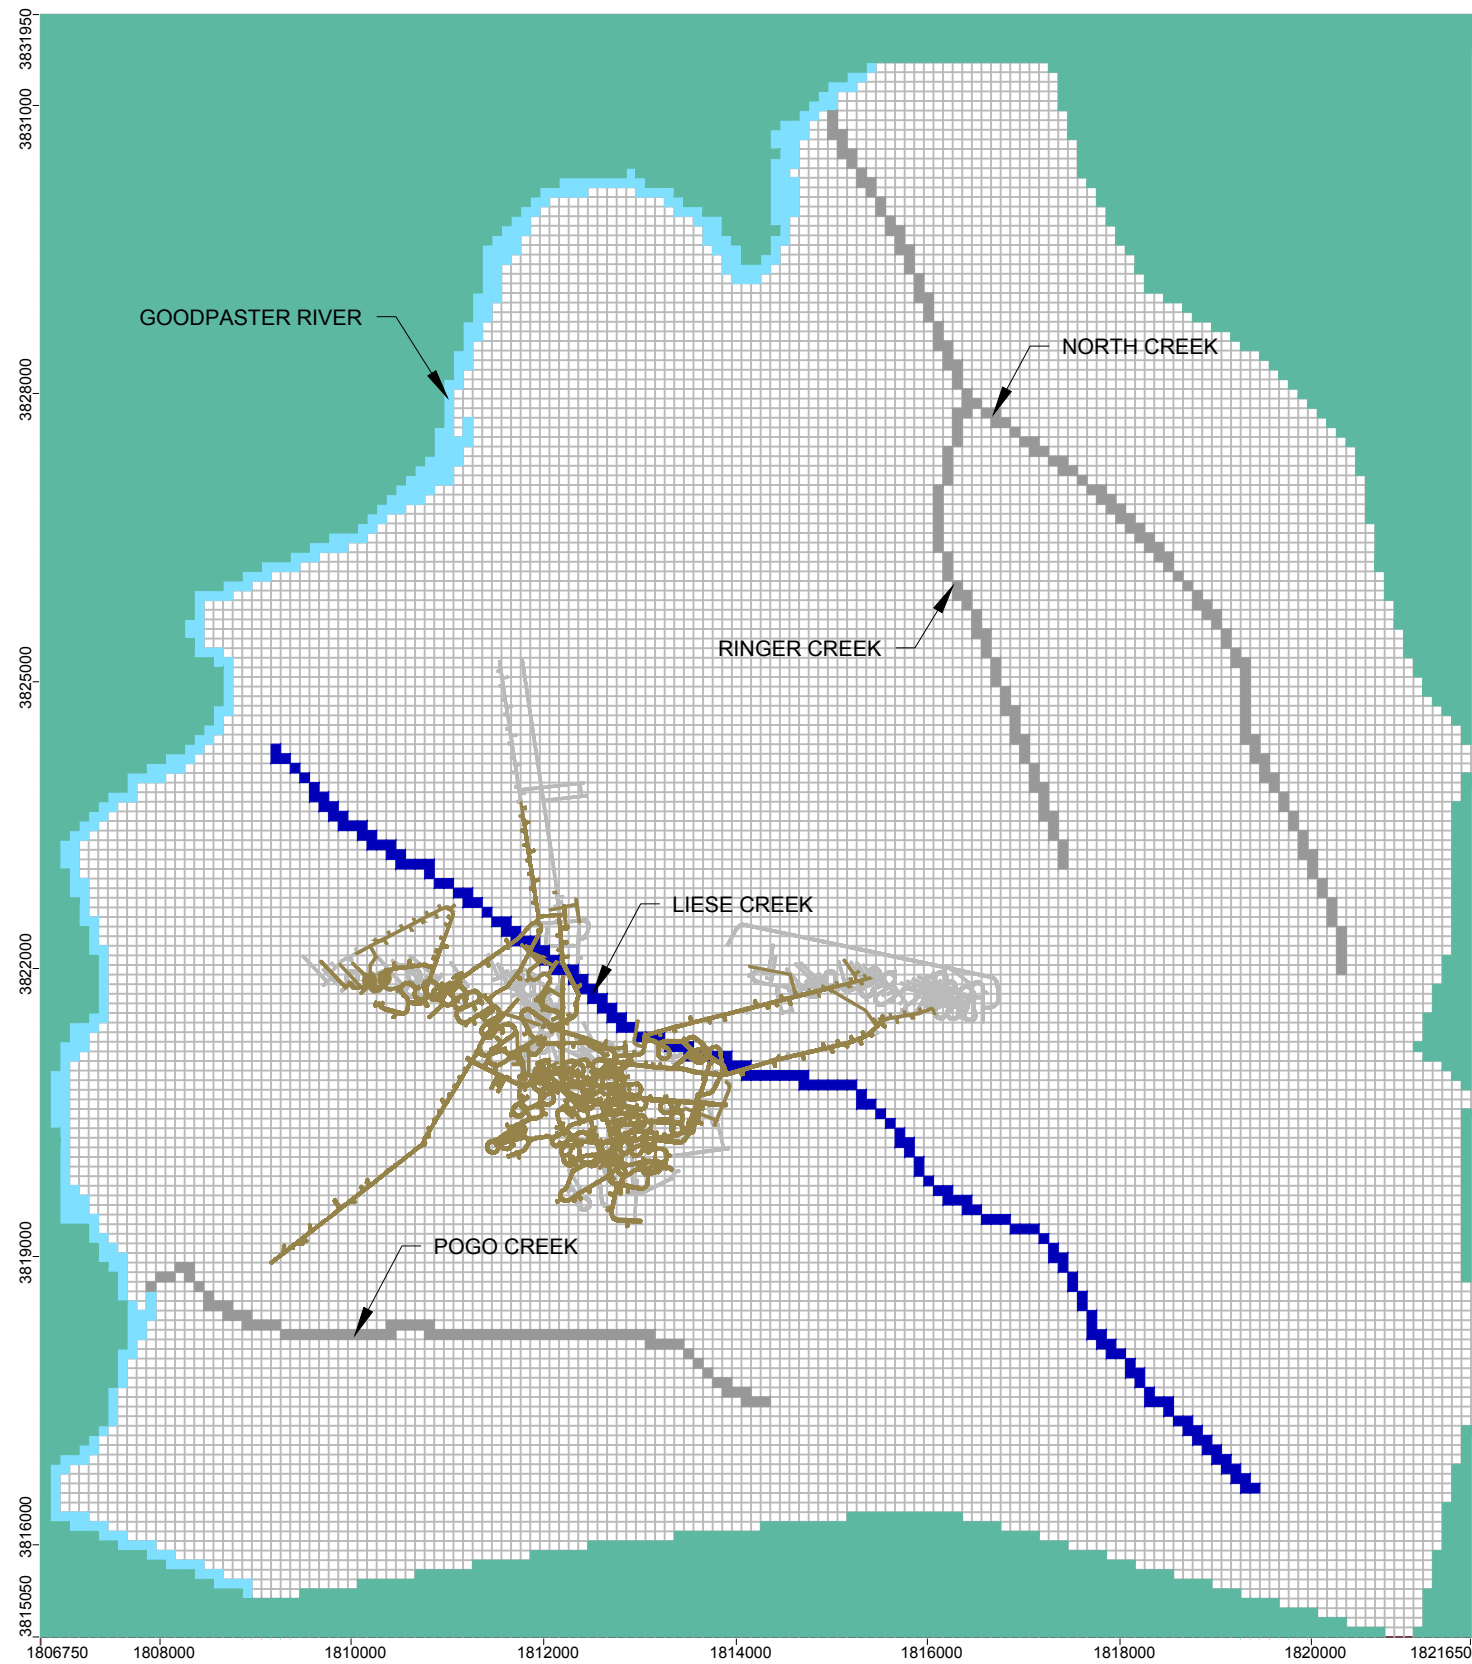 3831950
3831000
GOODPASTER RIVER
NORTH CREEK
3828000
RINGER CREEK
3825000
LIESE CREEK
3822000
POGO CREEK
3819000
3816000
3815050
1806750 1808000 1810000 1812000 1814000 1816000 1818000 1820000 1821650